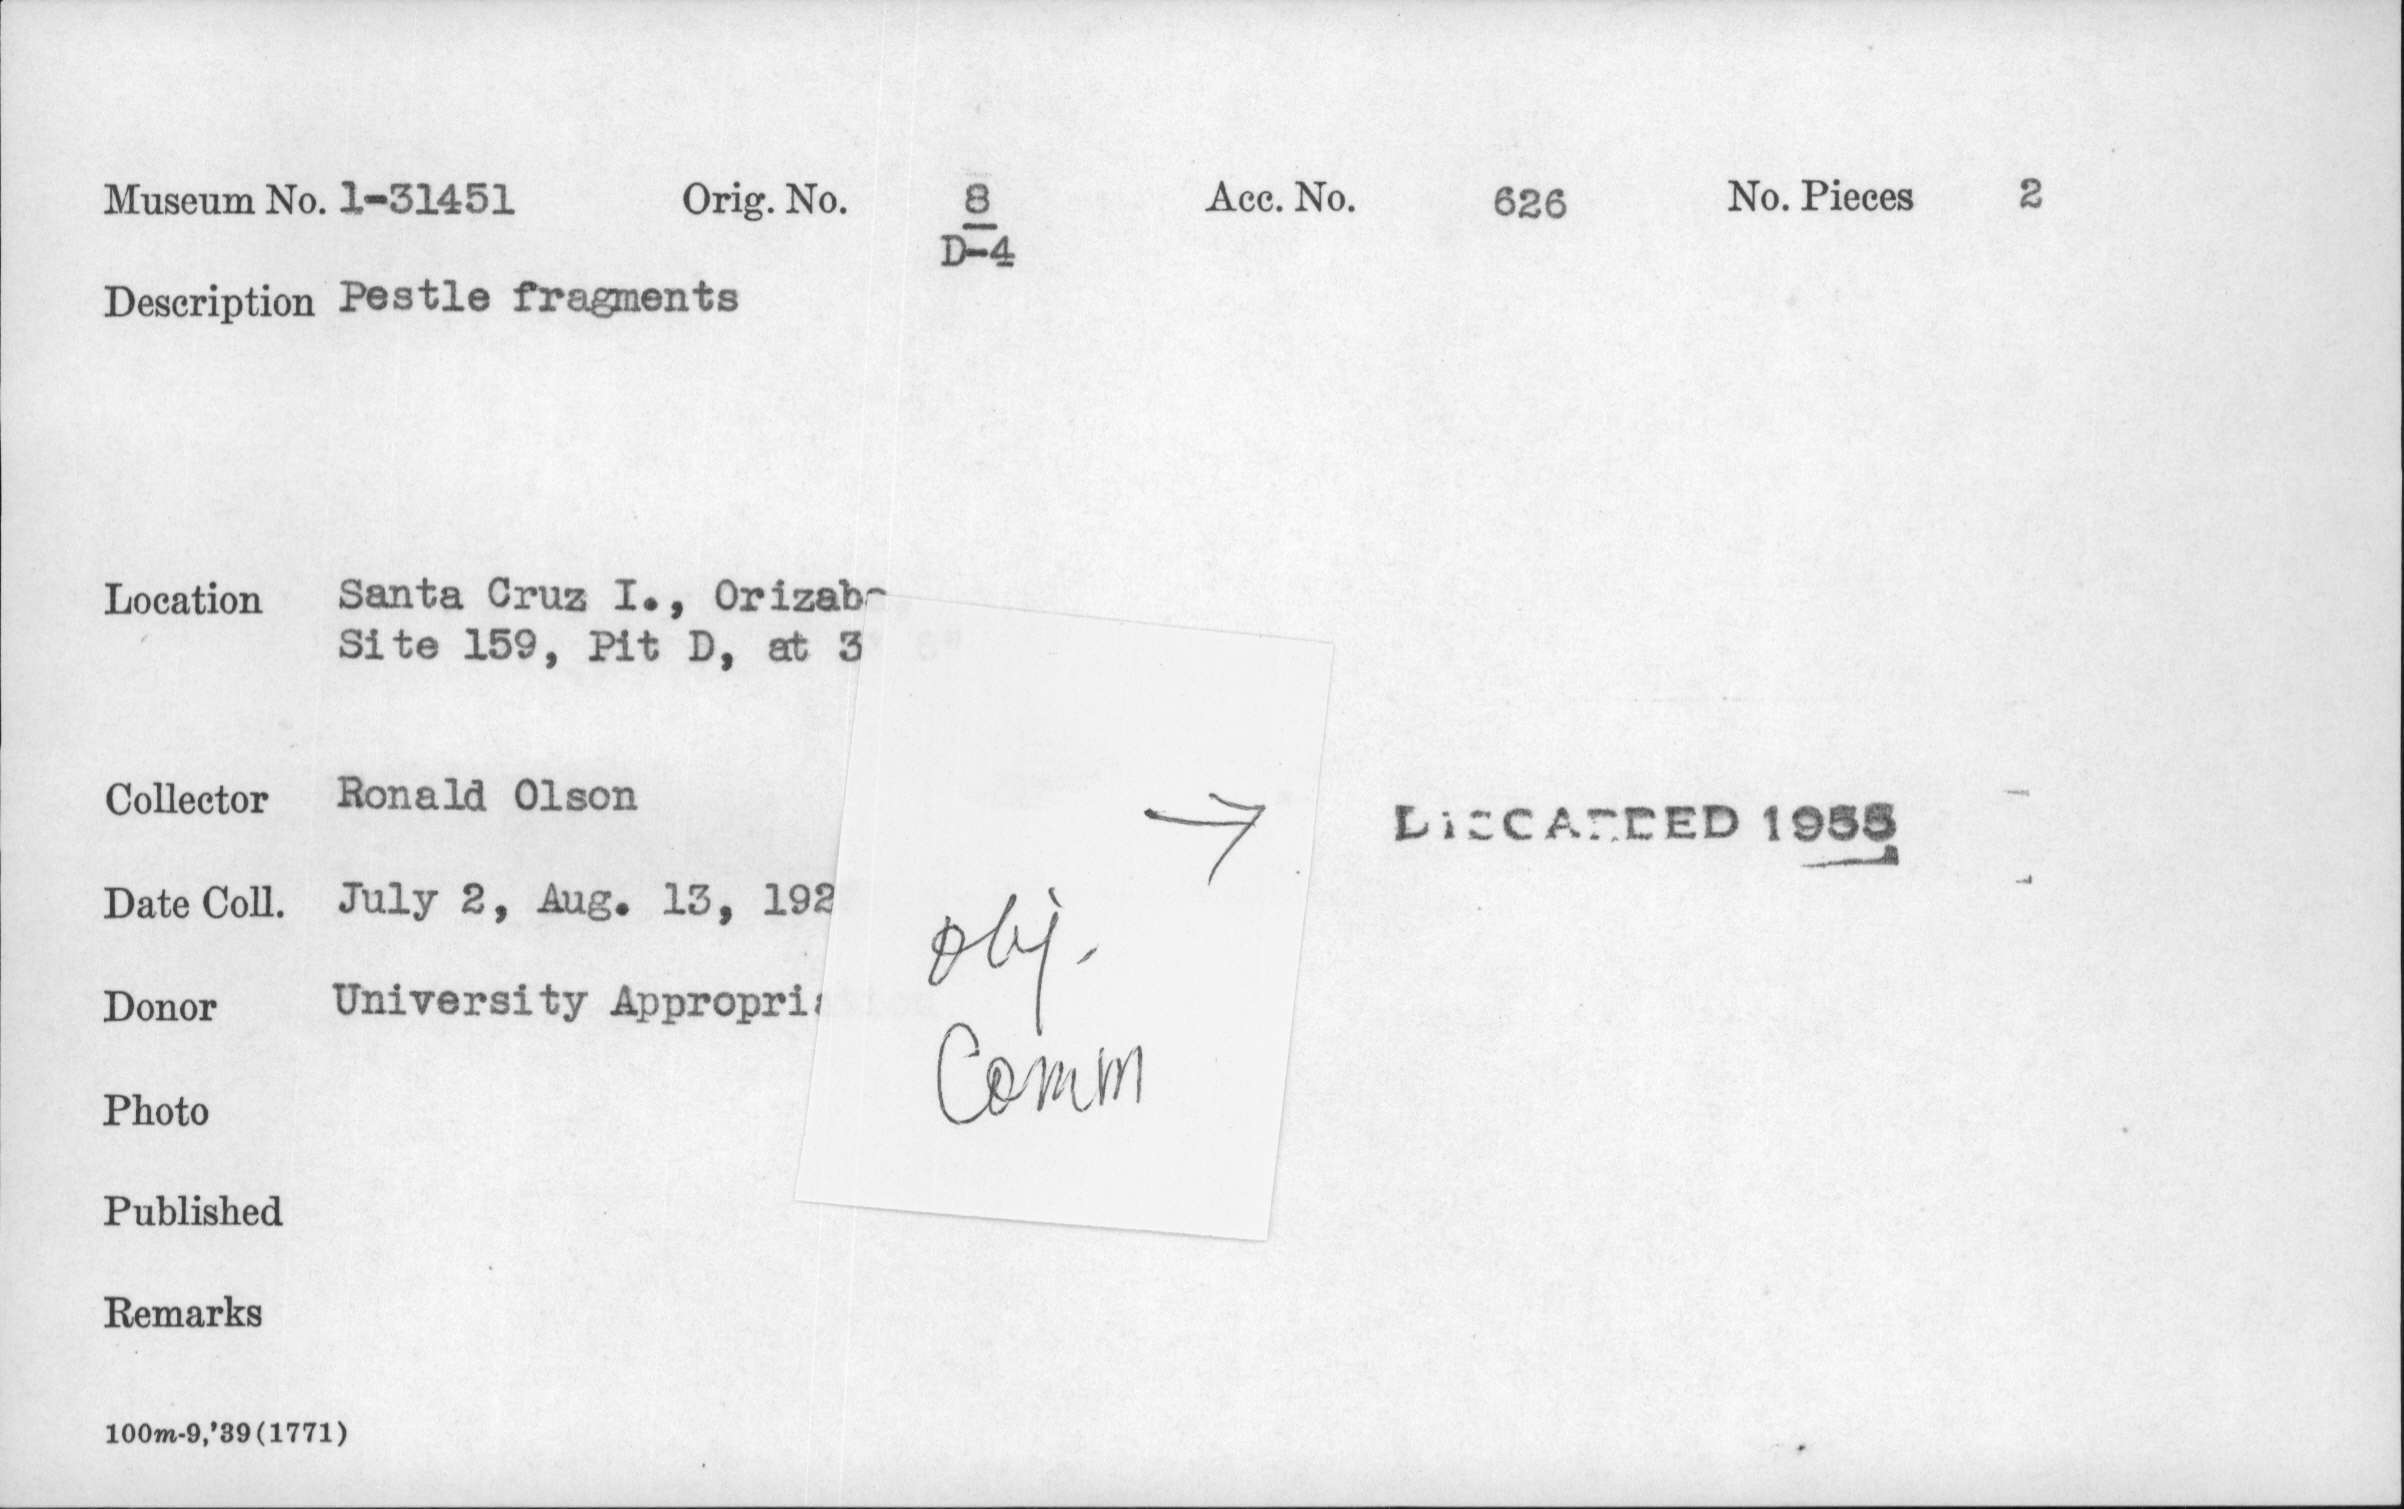 Museum No. 1-31451 Orig. No. 8 Acc. No. 626 No. Pieces 2
D-4
Description Pestle fragments
Location Santa Cruz I.,
Site 159, Pit D, at 3
Collector Ronald Olson
DISCARDED 1955
Date Coll. July 2, Aug. 13, 192
obj.
Donor University Appropri
Comm
Photo
Published
Remarks
100m-9,'39(1771)